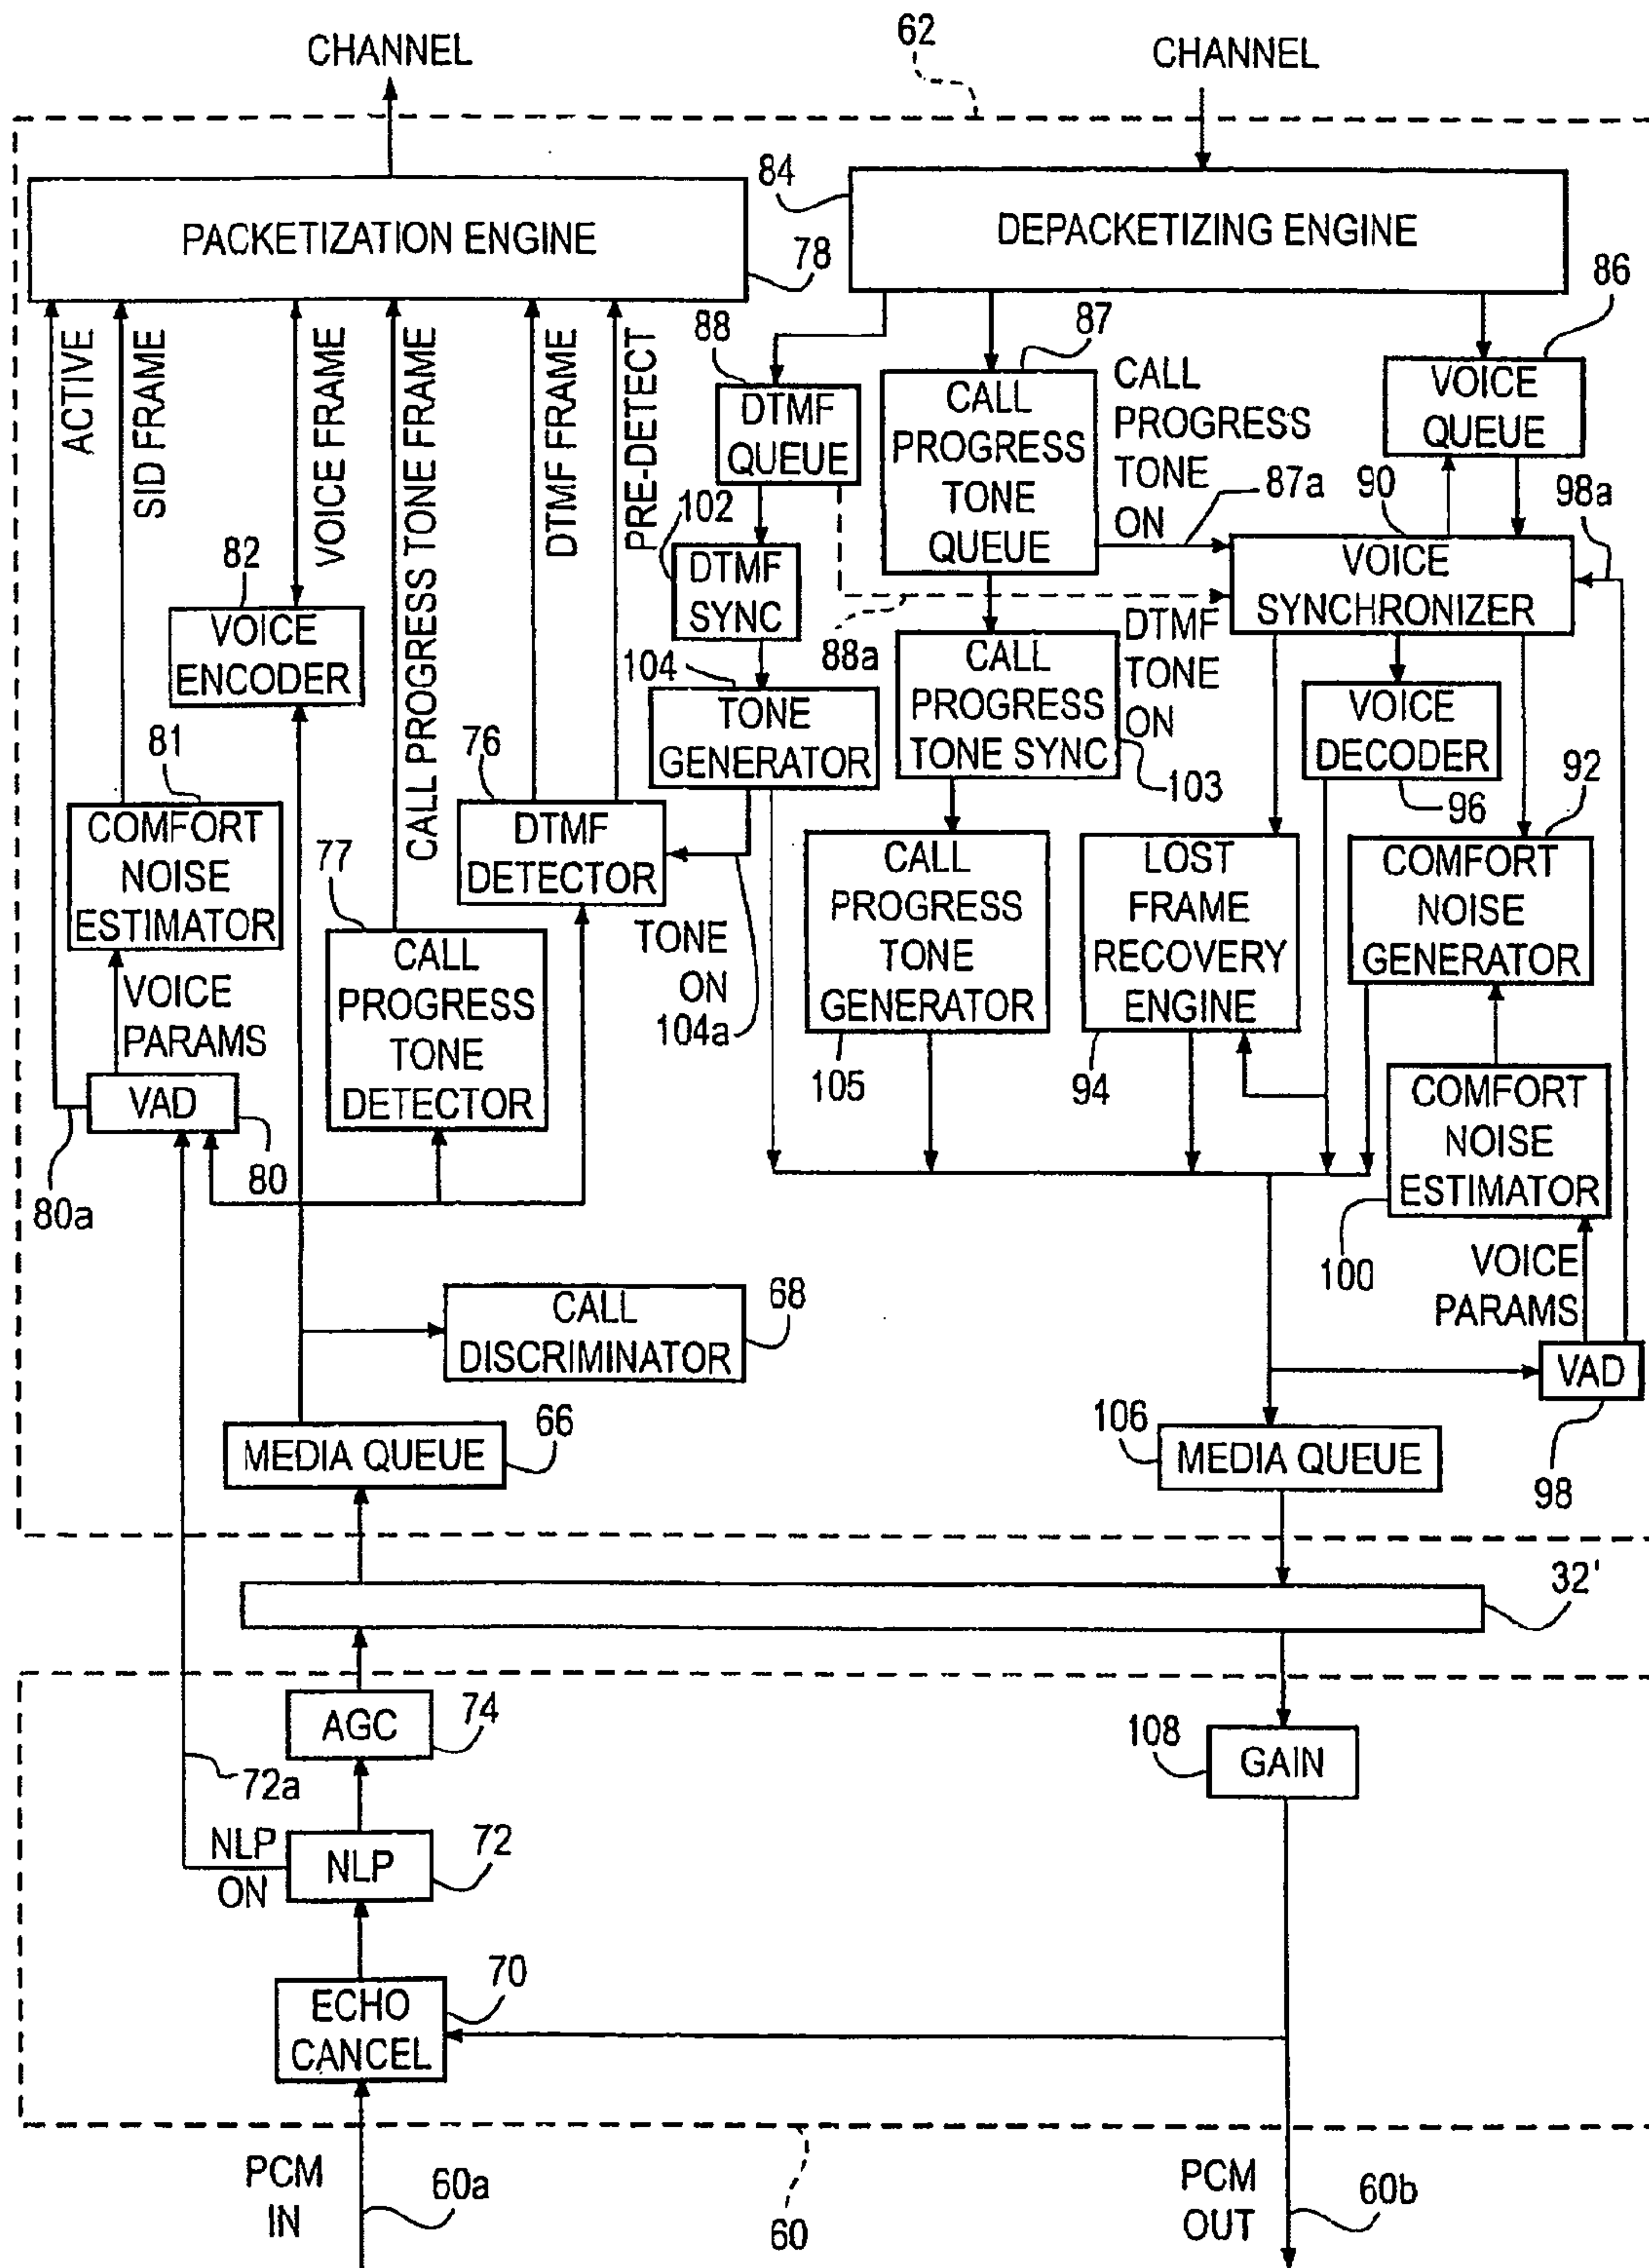 CHANNEL
62
CHANNEL
84
PACKETIZATION ENGINE
78
DEPACKETIZING ENGINE
86
ACTIVE
SID FRAME
VOICE FRAME
CALL PROGRESS TONE FRAME
DTMF FRAME
PRE-DETECT
88
DTMF
QUEUE
87
CALL
PROGRESS
TONE
QUEUE
CALL
PROGRESS
TONE
ON
87a
90
VOICE
QUEUE
98a
102
DTMF
SYNC
88a
VOICE
SYNCHRONIZER
82
VOICE
ENCODER
104
TONE
GENERATOR
CALL
PROGRESS
TONE SYNC
103
DTMF
TONE
ON
VOICE
DECODER
96
92
81
COMFORT
NOISE
ESTIMATOR
76
DTMF
DETECTOR
77
CALL
PROGRESS
TONE
DETECTOR
TONE
ON
104a
CALL
PROGRESS
TONE
GENERATOR
105
LOST
FRAME
RECOVERY
ENGINE
94
COMFORT
NOISE
GENERATOR
VOICE
PARAMS
VAD
80
80a
COMFORT
NOISE
ESTIMATOR
100
VOICE
PARAMS
CALL
DISCRIMINATOR
68
VAD
98
66
MEDIA QUEUE
106
MEDIA QUEUE
32'
AGC
74
108
GAIN
72a
NLP
ON
NLP
72
70
ECHO
CANCEL
PCM
IN
60a
60
PCM
OUT
60b